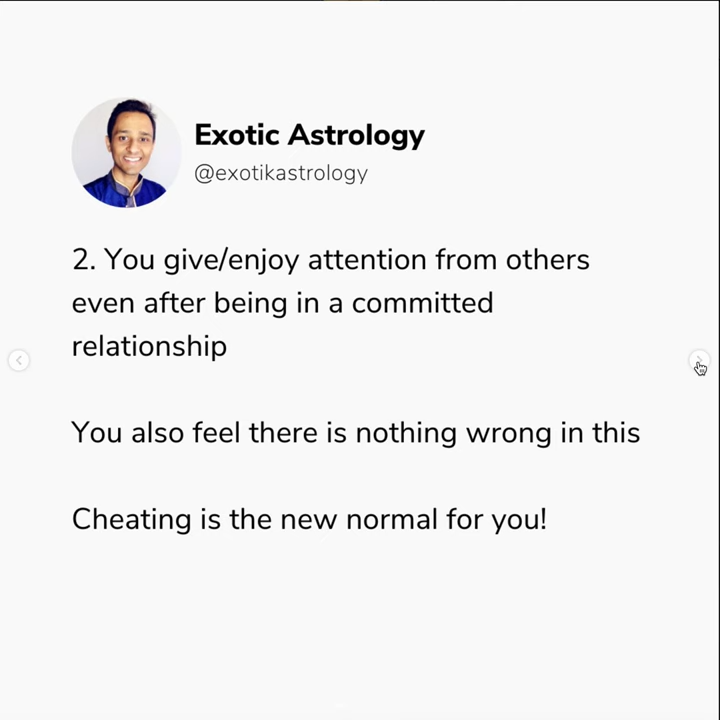 Exotic Astrology
@exotikastrology
2. You give/enjoy attention from others
even after being in a committed
relationship
You also feel there is nothing wrong in this
Cheating is the new normal for you!